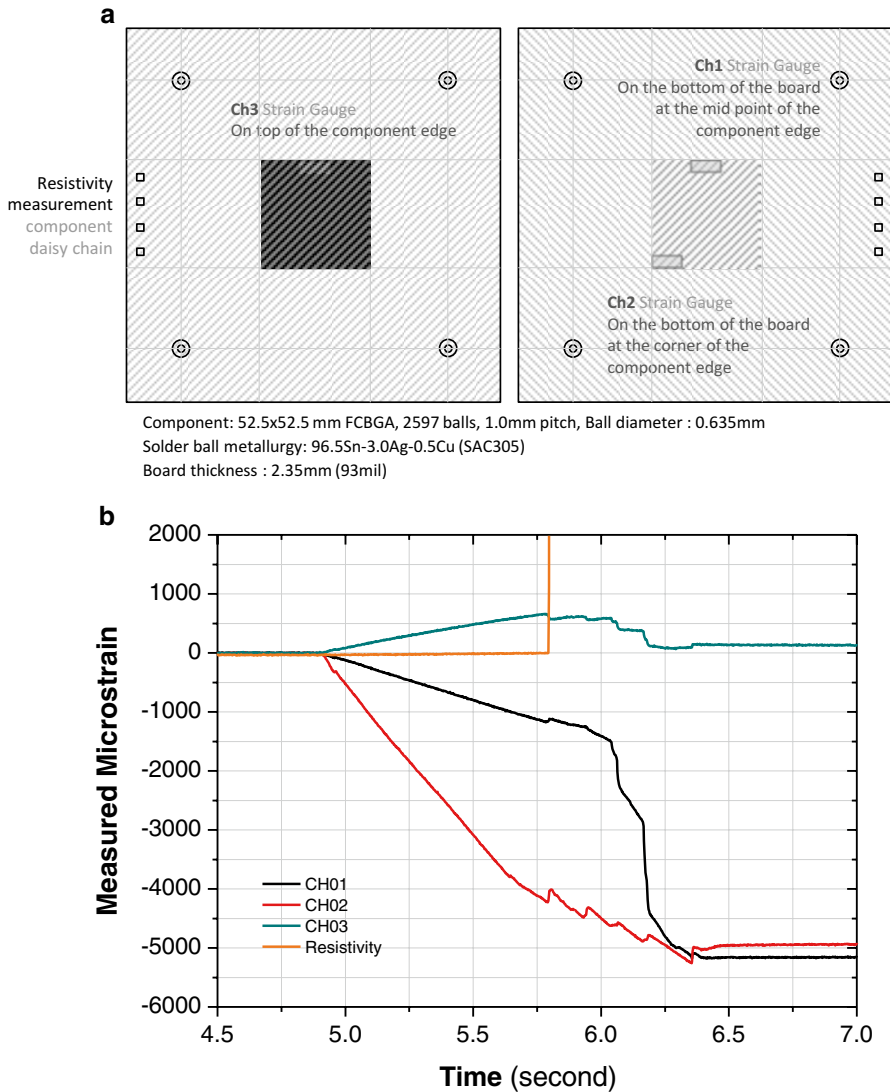 a
Ch3 Strain Gauge
On top of the component edge
Resistivity
measurement
component
daisy chain
Ch1 Strain Gauge
On the bottom of the board
at the mid point of the
component edge
Ch2 Strain Gauge
On the bottom of the board
at the corner of the
component edge
Component: 52.5x52.5 mm FCBGA, 2597 balls, 1.0mm pitch, Ball diameter : 0.635mm
Solder ball metallurgy: 96.5Sn-3.0Ag-0.5Cu (SAC305)
Board thickness : 2.35mm (93mil)
b
2000
1000
0
-1000
-2000
-3000
-4000
-5000
-6000
Measured Microstrain
CH01
CH02
CH03
Resistivity
4.5 5.0 5.5 6.0 6.5 7.0
Time (second)